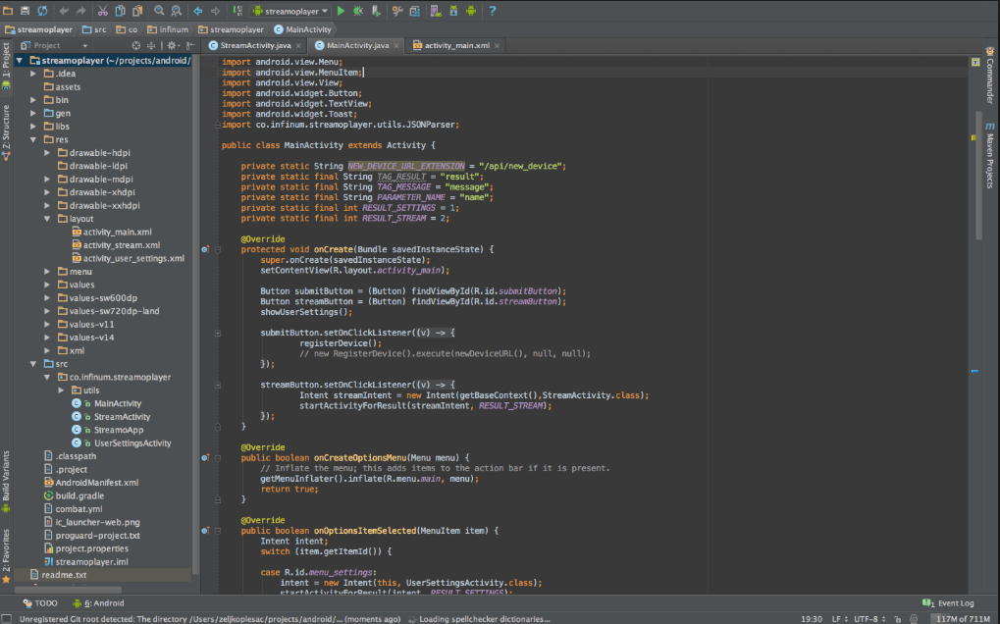 streamoplayer
streamoplayer src co infinum streamoplayer MainActivity
Project
StreamActivity.java MainActivity.java activity_main.xml
1: Project
Z: Structure
Build Variants
2: Favorites
Commander
Maven Projects
streamoplayer (~/projects/android/
.idea
assets
bin
gen
libs
res
drawable-hdpi
drawable-ldpi
drawable-mdpi
drawable-xhdpi
drawable-xxhdpi
layout
activity_main.xml
activity_stream.xml
activity_user_settings.xml
menu
values
values-sw600dp
values-sw720dp-land
values-v11
values-v14
xml
src
co.infinum.streamoplayer
utils
MainActivity
StreamActivity
StreamoApp
UserSettingsActivity
.classpath
.project
AndroidManifest.xml
build.gradle
combat.yml
ic_launcher-web.png
proguard-project.txt
project.properties
streamoplayer.iml
readme.txt
import android.view.Menu;
import android.view.MenuItem;
import android.view.View;
import android.widget.Button;
import android.widget.TextView;
import android.widget.Toast;
import co.infinum.streamoplayer.utils.JSONParser;
public class MainActivity extends Activity {
private static String NEW_DEVICE_URL_EXTENSION = "/api/new_device";
private static final String TAG_RESULT = "result";
private static final String TAG_MESSAGE = "message";
private static final String PARAMETER_NAME = "name";
private static final int RESULT_SETTINGS = 1;
private static final int RESULT_STREAM = 2;
@Override
protected void onCreate(Bundle savedInstanceState) {
super.onCreate(savedInstanceState);
setContentView(R.layout.activity_main);
Button submitButton = (Button) findViewById(R.id.submitButton);
Button streamButton = (Button) findViewById(R.id.streamButton);
showUserSettings();
submitButton.setOnClickListener((v) -> {
registerDevice();
// new RegisterDevice().execute(newDeviceURL(), null, null);
});
streamButton.setOnClickListener((v) -> {
Intent streamIntent = new Intent(getBaseContext(),StreamActivity.class);
startActivityForResult(streamIntent, RESULT_STREAM);
});
}
@Override
public boolean onCreateOptionsMenu(Menu menu) {
// Inflate the menu; this adds items to the action bar if it is present.
getMenuInflater().inflate(R.menu.main, menu);
return true;
}
@Override
public boolean onOptionsItemSelected(MenuItem item) {
Intent intent;
switch (item.getItemId()) {
case R.id.menu_settings:
intent = new Intent(this, UserSettingsActivity.class);
startActivityForResult(intent, RESULT_SETTINGS);
TODO 6: Android Event Log
Unregistered Git root detected: The directory /Users/zeljkoplesac/projects/android/... (moments ago) Loading spellchecker dictionaries... 19:30 LF UTF-8 117M of 711M